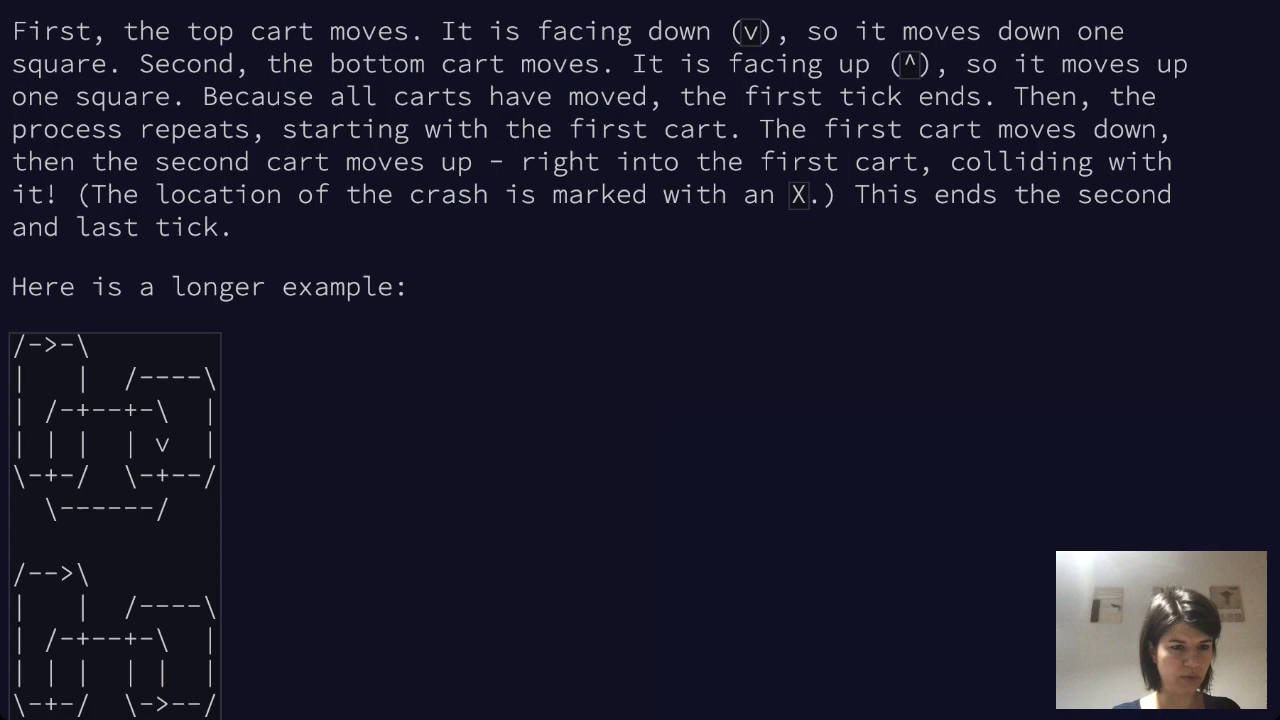 First, the top cart moves. It is facing down (v), so it moves down one
square. Second, the bottom cart moves. It is facing up (^), so it moves up
one square. Because all carts have moved, the first tick ends. Then, the
process repeats, starting with the first cart. The first cart moves down,
then the second cart moves up - right into the first cart, colliding with
it! (The location of the crash is marked with an X.) This ends the second
and last tick.
Here is a longer example:
/->-\
|   |  /----\
| /-+--+-\  |
| | |  | v  |
\-+-/  \-+--/
  \------/
/-->\
|   |  /----\
| /-+--+-\  |
| | |  | |  |
\-+-/  \->--/